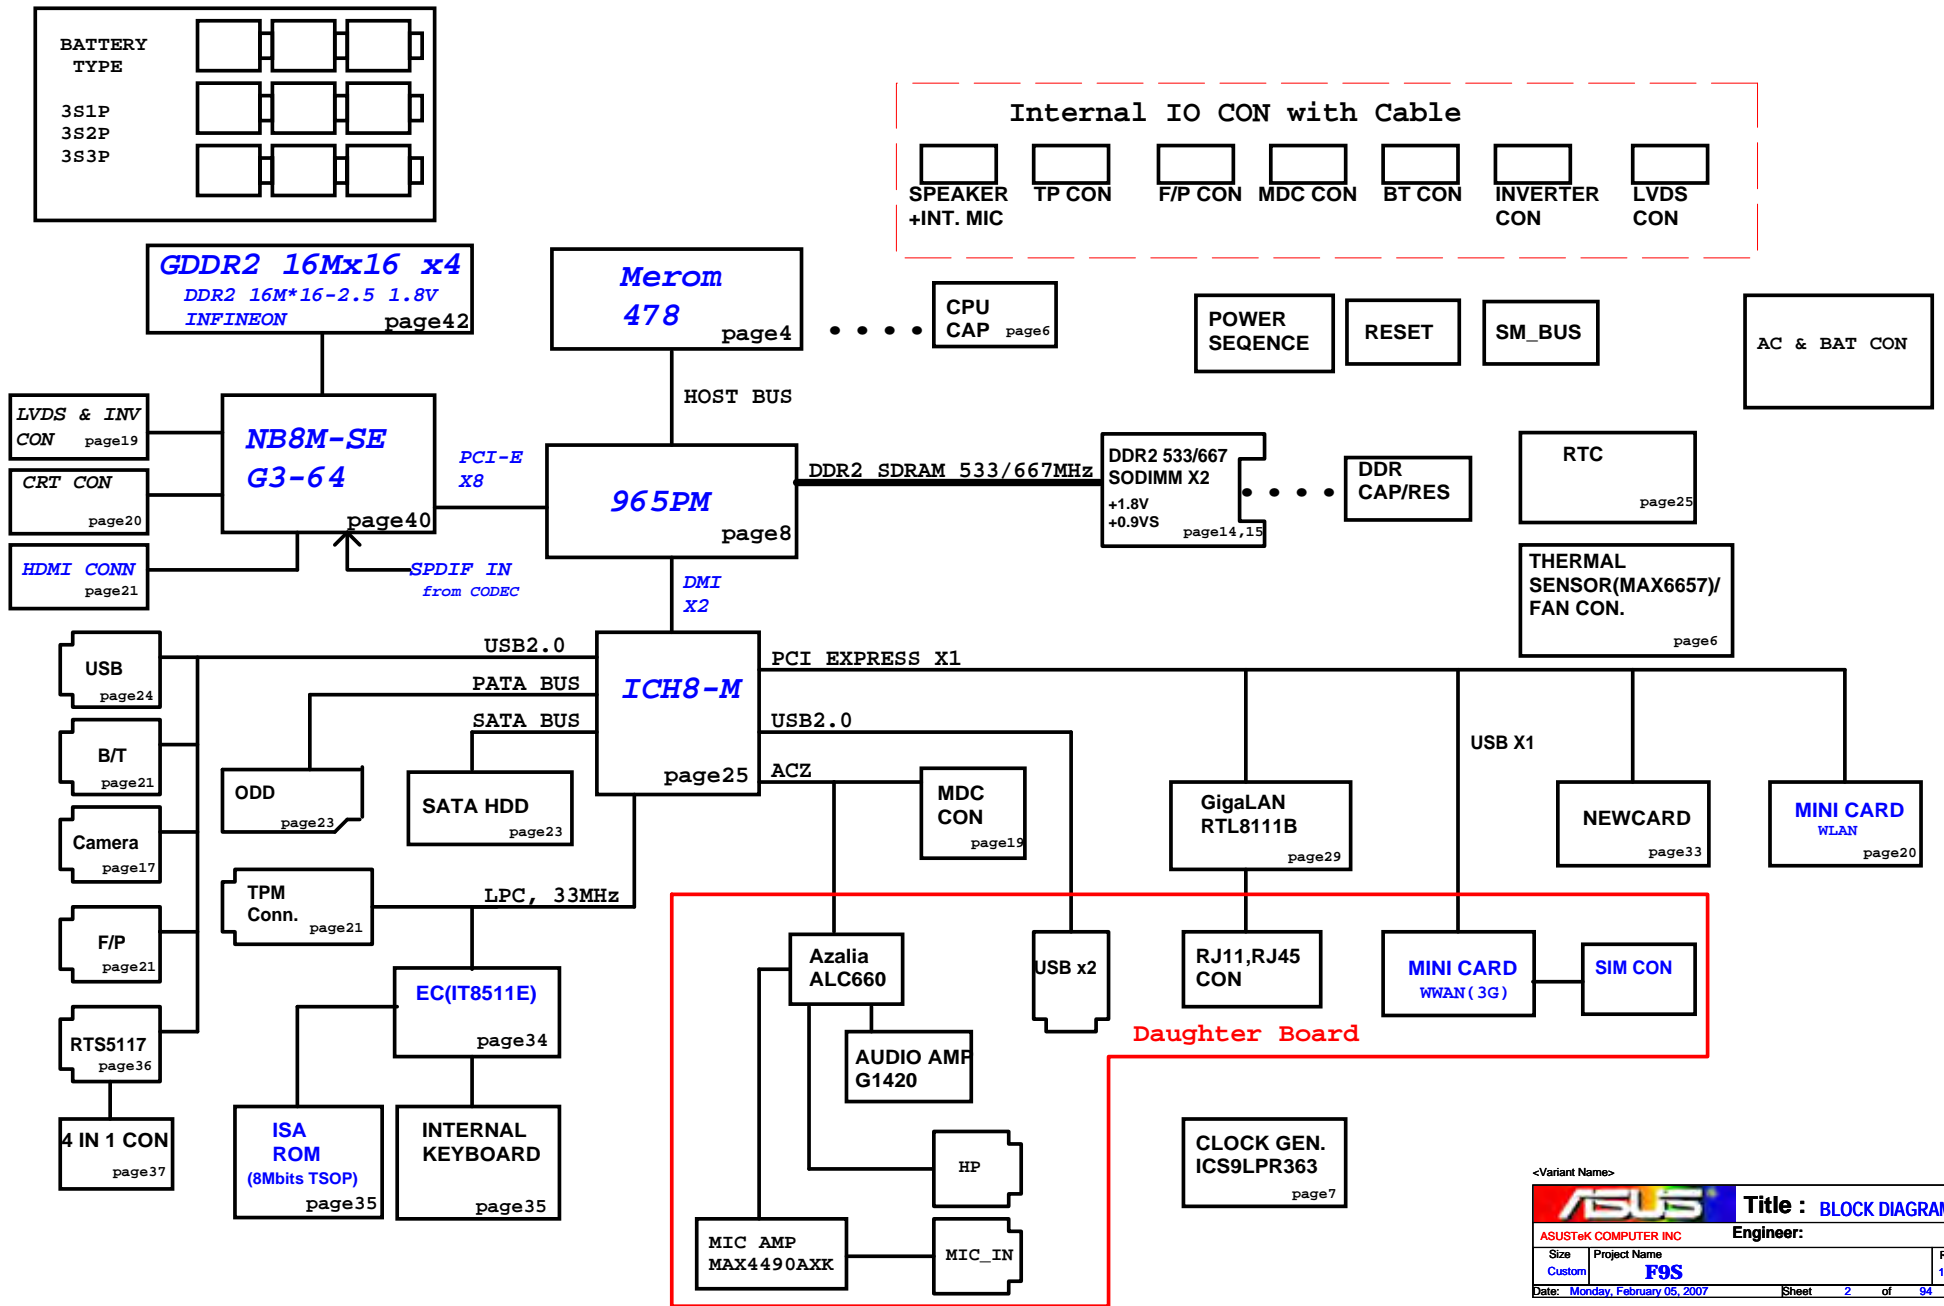 BATTERY
TYPE
3S1P
3S2P
3S3P
Internal IO CON with Cable
SPEAKER
+INT. MIC
TP CON
F/P CON
MDC CON
BT CON
INVERTER
CON
LVDS
CON
GDDR2 16Mx16 x4
DDR2 16M*16-2.5 1.8V
INFINEON
page42
Merom
478
page4
CPU
CAP
page6
POWER
SEQENCE
RESET
SM_BUS
AC & BAT CON
HOST BUS
LVDS & INV
CON
page19
CRT CON
page20
HDMI CONN
page21
NB8M-SE
G3-64
page40
PCI-E
X8
SPDIF IN
from CODEC
965PM
page8
DDR2 SDRAM 533/667MHz
DDR2 533/667
SODIMM X2
+1.8V
+0.9VS
page14,15
DDR
CAP/RES
RTC
page25
THERMAL
SENSOR(MAX6657)/
FAN CON.
page6
DMI
X2
USB2.0
PATA BUS
SATA BUS
ICH8-M
page25
PCI EXPRESS X1
USB2.0
ACZ
USB X1
USB
page24
B/T
page21
Camera
page17
F/P
page21
RTS5117
page36
4 IN 1 CON
page37
ODD
page23
SATA HDD
page23
TPM
Conn.
page21
LPC, 33MHz
EC(IT8511E)
page34
ISA
ROM
(8Mbits TSOP)
page35
INTERNAL
KEYBOARD
page35
MDC
CON
page19
GigaLAN
RTL8111B
page29
NEWCARD
page33
MINI CARD
WLAN
page20
Azalia
ALC660
AUDIO AMP
G1420
USB x2
RJ11,RJ45
CON
MINI CARD
WWAN(3G)
SIM CON
Daughter Board
HP
MIC AMP
MAX4490AXK
MIC_IN
CLOCK GEN.
ICS9LPR363
page7
<Variant Name>
ASUS
Title : BLOCK DIAGRAM
ASUSTeK COMPUTER INC
Engineer:
Size
Project Name
Custom
F9S
Date: Monday, February 05, 2007
Sheet 2 of 94